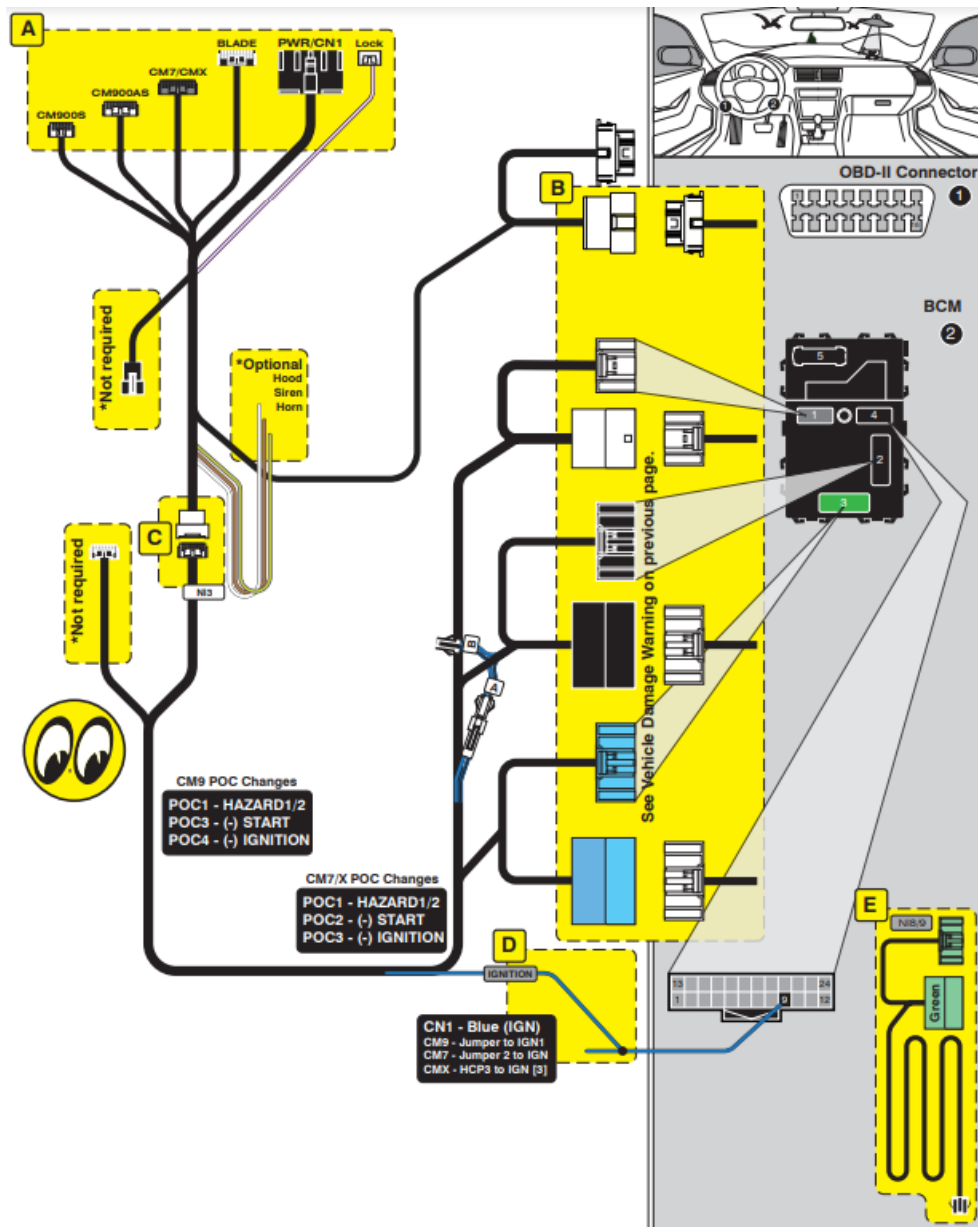 A
CM900S
CM900AS
CM7/CMX
BLADE
PWR/CN1
Lock
1
2
OBD-II Connector
1
BCM
2
5
1
4
2
3
B
*Not required
*Optional
Hood
Siren
Horn
C
NI3
*Not required
See Vehicle Damage Warning on previous page.
B
A
CM9 POC Changes
POC1 - HAZARD1/2
POC3 - (-) START
POC4 - (-) IGNITION
CM7/X POC Changes
POC1 - HAZARD1/2
POC2 - (-) START
POC3 - (-) IGNITION
D
IGNITION
CN1 - Blue (IGN)
CM9 - Jumper to IGN1
CM7 - Jumper 2 to IGN
CMX - HCP3 to IGN [3]
13
24
1
9
12
E
NI8/9
Green